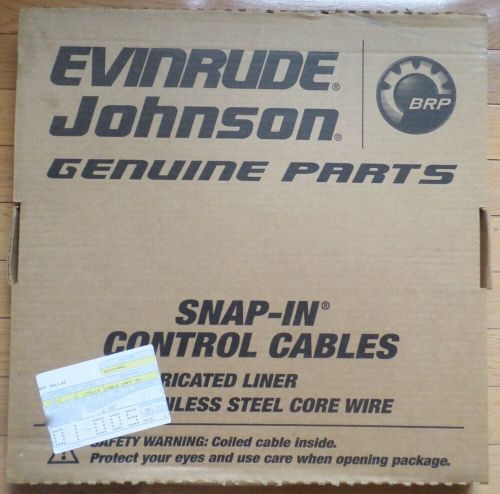 EVINRUDE®
Johnson®
BRP
GENUINE PARTS
SNAP-IN®
CONTROL CABLES
RICATED LINER
INLESS STEEL CORE WIRE
SAFETY WARNING: Coiled cable inside.
Protect your eyes and use care when opening package.